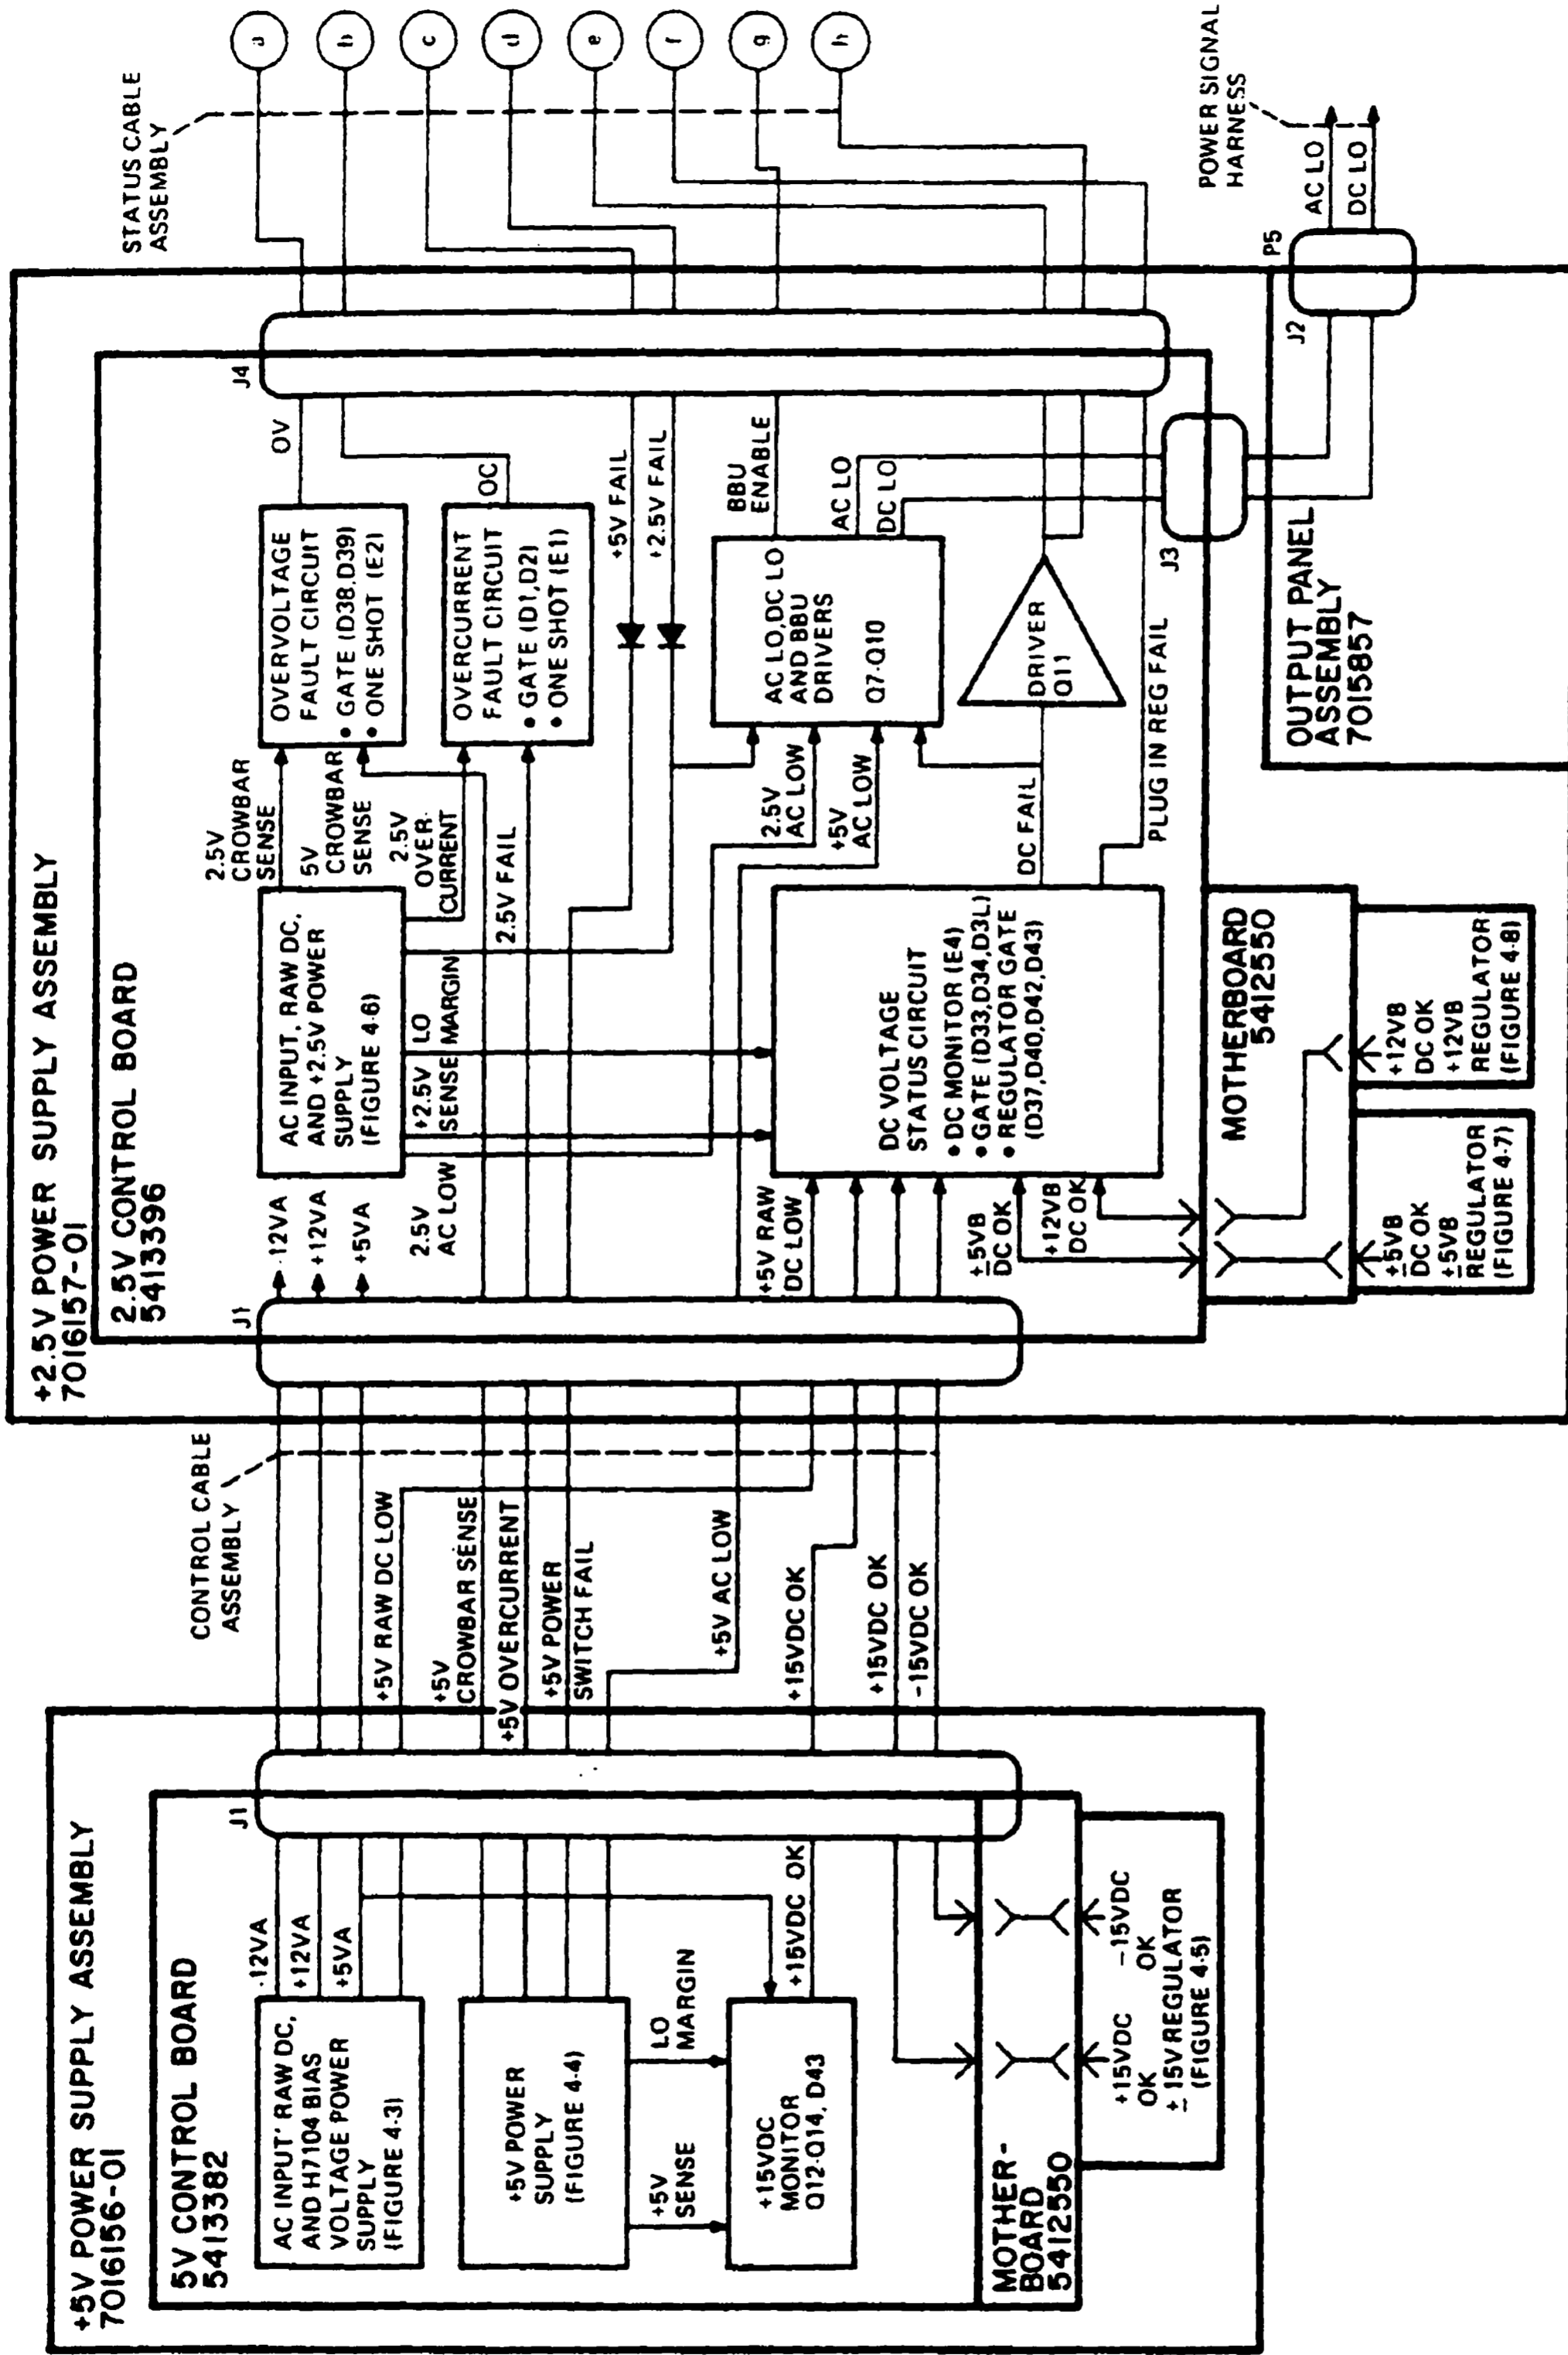 +5V POWER SUPPLY ASSEMBLY
7016156-01
5V CONTROL BOARD
5413382
AC INPUT' RAW DC,
AND H7104 BIAS
VOLTAGE POWER
SUPPLY
(FIGURE 4-3)
-12VA
+12VA
+5VA
J1
+5V POWER
SUPPLY
(FIGURE 4-4)
+5V
SENSE
LO
MARGIN
+15VDC
MONITOR
Q12-Q14, D43
+15VDC OK
MOTHER-
BOARD
5412550
+15VDC
OK
-15VDC
OK
± 15V REGULATOR
(FIGURE 4-5)
CONTROL CABLE
ASSEMBLY
+5V RAW DC LOW
+5V
CROWBAR SENSE
+5V OVERCURRENT
+5V POWER
SWITCH FAIL
+5V AC LOW
+15VDC OK
+15VDC OK
-15VDC OK
+2.5V POWER SUPPLY ASSEMBLY
7016157-01
2.5V CONTROL BOARD
5413396
J1
-12VA
+12VA
+5VA
AC INPUT, RAW DC,
AND +2.5V POWER
SUPPLY
(FIGURE 4-6)
2.5V
AC LOW
+2.5V
SENSE
LO
MARGIN
2.5V
CROWBAR
SENSE
5V
CROWBAR
SENSE
2.5V
OVER-
CURRENT
2.5V FAIL
OVERVOLTAGE
FAULT CIRCUIT
• GATE (D38,D39)
• ONE SHOT (E2)
OV
OVERCURRENT
FAULT CIRCUIT
• GATE (D1,D2)
• ONE SHOT (E1)
OC
+5V FAIL
+2.5V FAIL
2.5V
AC LOW
+5V
AC LOW
AC LO,DC LO
AND BBU
DRIVERS
Q7-Q10
BBU
ENABLE
AC LO
DC LO
+5V RAW
DC LOW
±5VB
DC OK
+12VB
DC OK
DC VOLTAGE
STATUS CIRCUIT
• DC MONITOR (E4)
• GATE (D33,D34,D3L)
• REGULATOR GATE
(D37,D40,D42,D43)
DC FAIL
DRIVER
Q11
PLUG IN REG FAIL
J4
J3
MOTHERBOARD
5412550
±5VB
DC OK
±5VB
REGULATOR
(FIGURE 4-7)
+12VB
DC OK
+12VB
REGULATOR
(FIGURE 4-8)
OUTPUT PANEL
ASSEMBLY
7015857
J2
P5
AC LO
DC LO
POWER SIGNAL
HARNESS
STATUS CABLE
ASSEMBLY
a
b
c
d
e
f
g
h